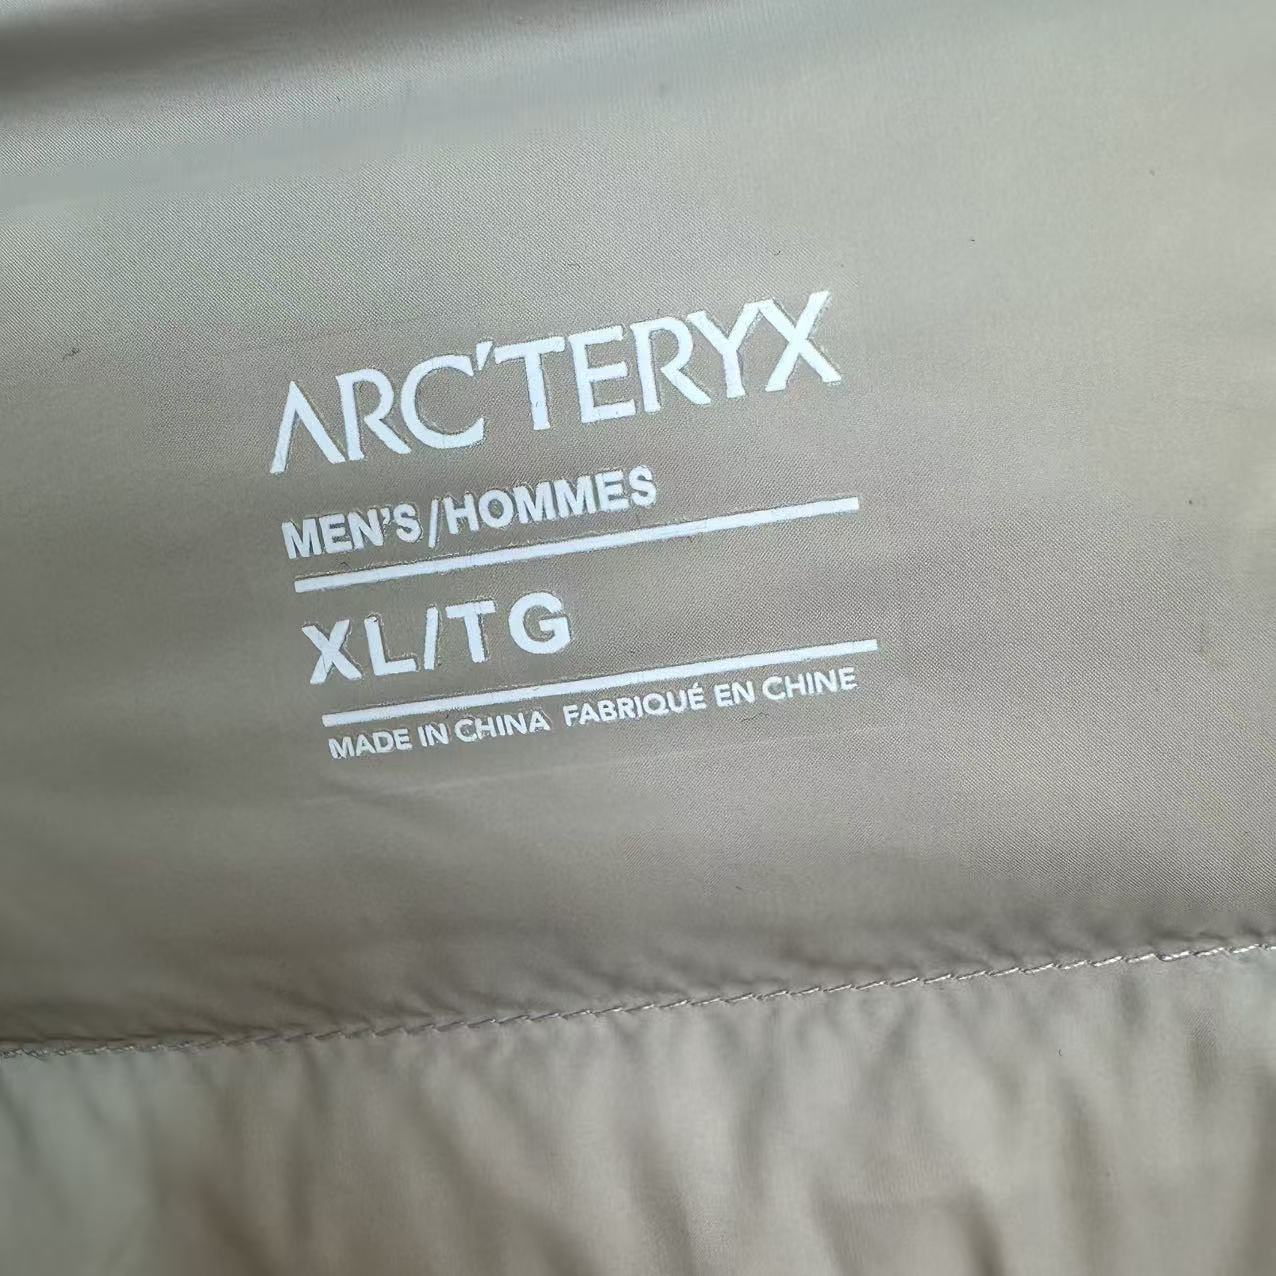 ARC'TERYX
MEN'S/HOMMES
XL/TG
MADE IN CHINA FABRIQUÉ EN CHINE